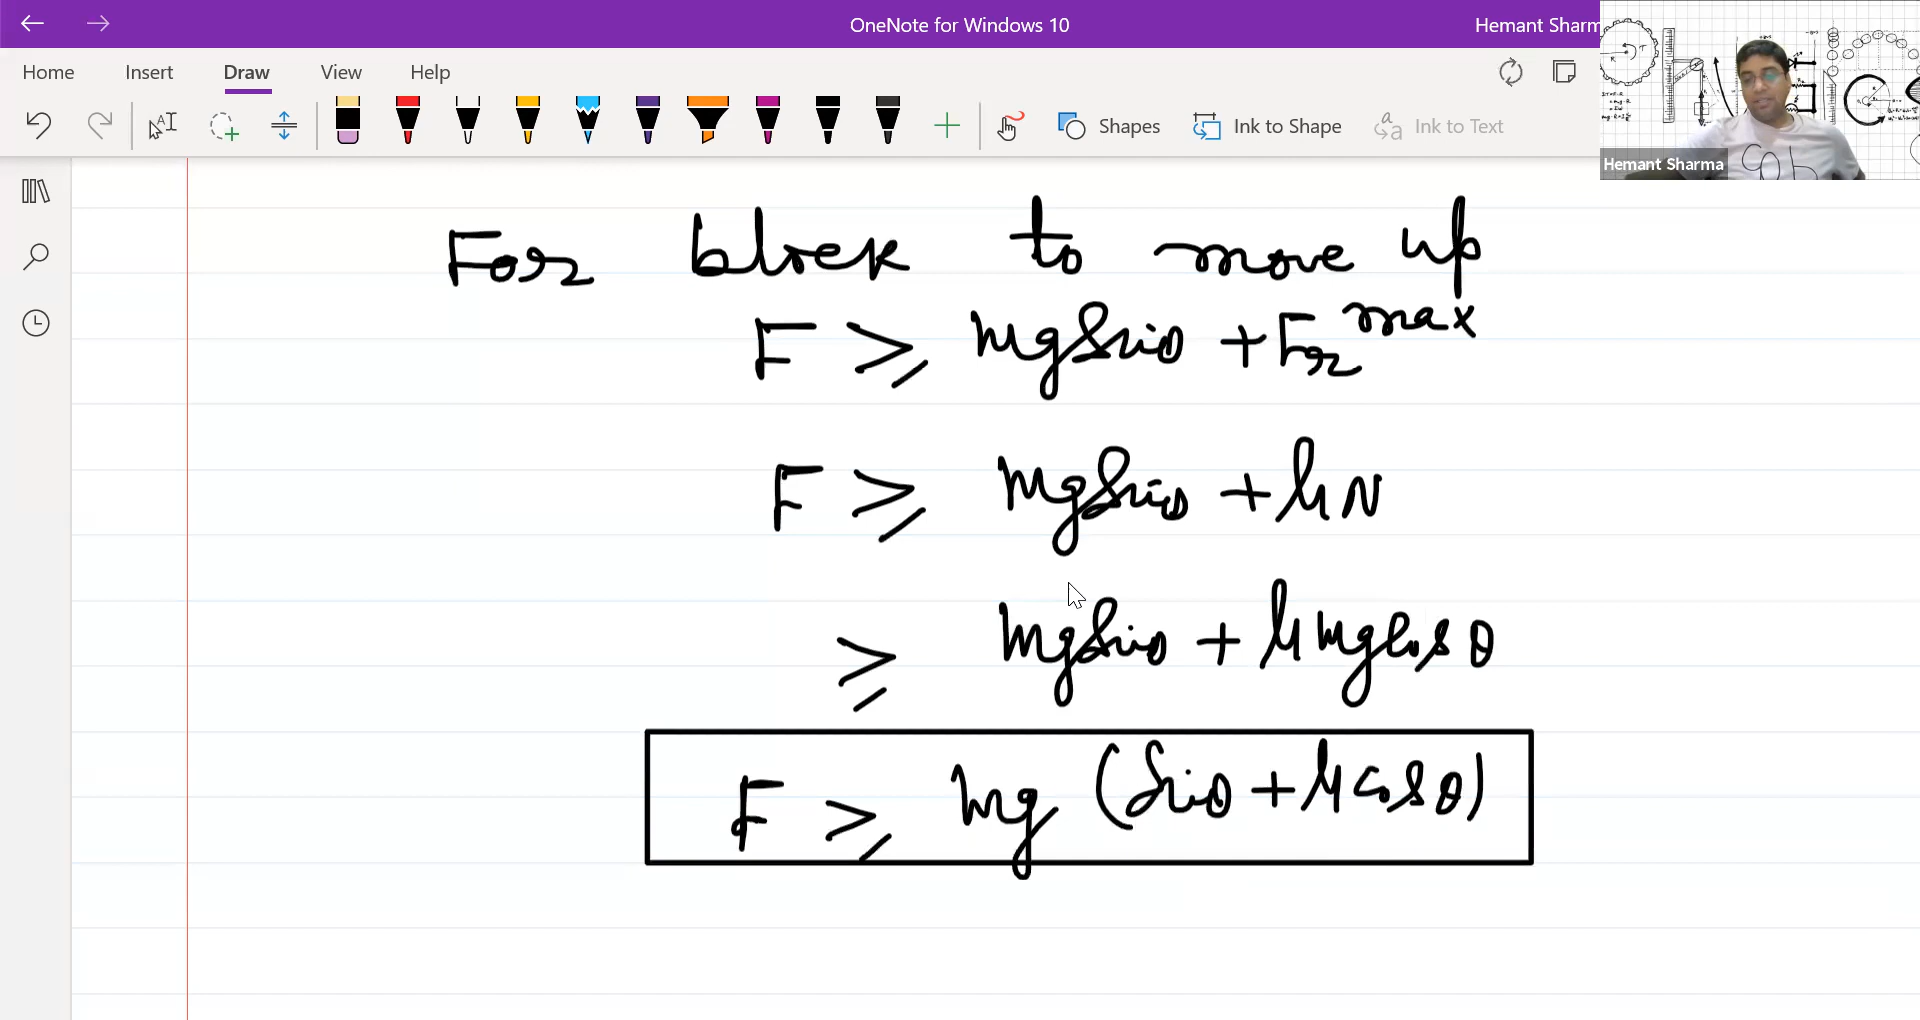 OneNote for Windows 10
Hemant Sharm
Home Insert Draw View Help
Shapes Ink to Shape Ink to Text
Hemant Sharma
For block to move up
F ⩾ mg Sinθ + Fr max
F ⩾ mg Sinθ + μN
⩾ mg Sinθ + μ mg cosθ
F ⩾ mg (Sinθ + μ cosθ)